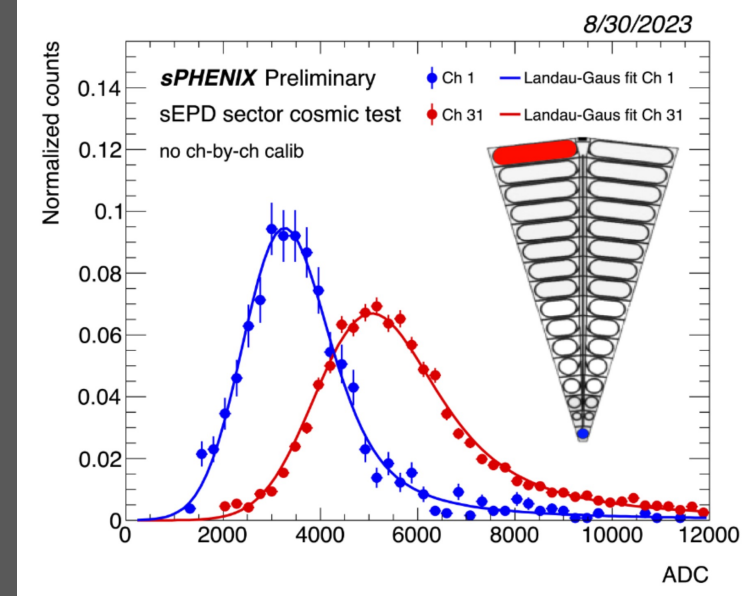 8/30/2023
sPHENIX Preliminary
Ch 1
Landau-Gaus fit Ch 1
sEPD sector cosmic test
Ch 31
Landau-Gaus fit Ch 31
no ch-by-ch calib
Normalized counts
0.14
0.12
0.1
0.08
0.06
0.04
0.02
0
0 2000 4000 6000 8000 10000 12000
ADC